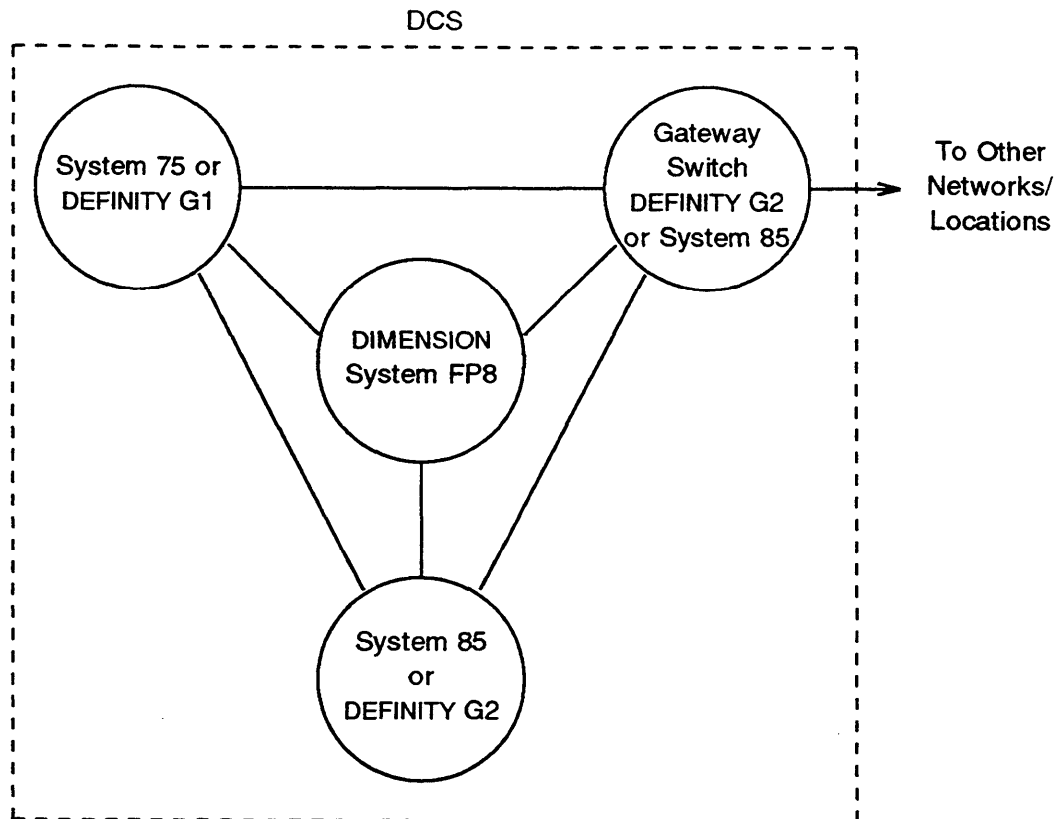 DCS
System 75 or
DEFINITY G1
Gateway
Switch
DEFINITY G2
or System 85
To Other
Networks/
Locations
DIMENSION
System FP8
System 85
or
DEFINITY G2